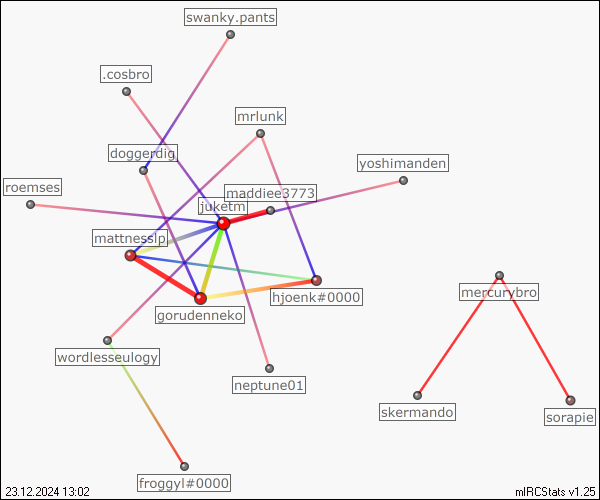 swanky.pants
.cosbro
mrlunk
doggerdig
yoshimanden
roemses
maddiee3773
juketm
mattnesslp
mercurybro
hjoenk#0000
gorudenneko
wordlesseulogy
neptune01
skermando
sorapie
froggyl#0000
23.12.2024 13:02
mIRCStats v1.25